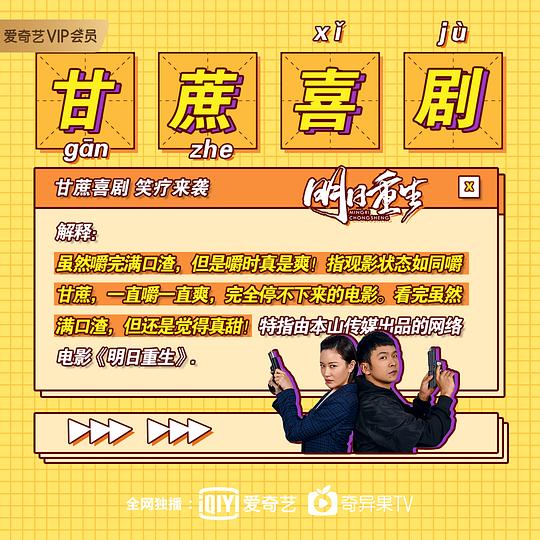 爱奇艺VIP会员
xǐ jù
甘蔗喜剧
gān zhe
甘蔗喜剧 笑疗来袭
明日重生
MINGRI
CHONGSHENG
x
解释:
虽然嚼完满口渣，但是嚼时真是爽！指观影状态如同嚼
甘蔗，一直嚼一直爽，完全停不下来的电影。看完虽然
满口渣，但还是觉得真甜！特指由本山传媒出品的网络
电影《明日重生》.
全网独播： iQIYI 爱奇艺 奇异果TV